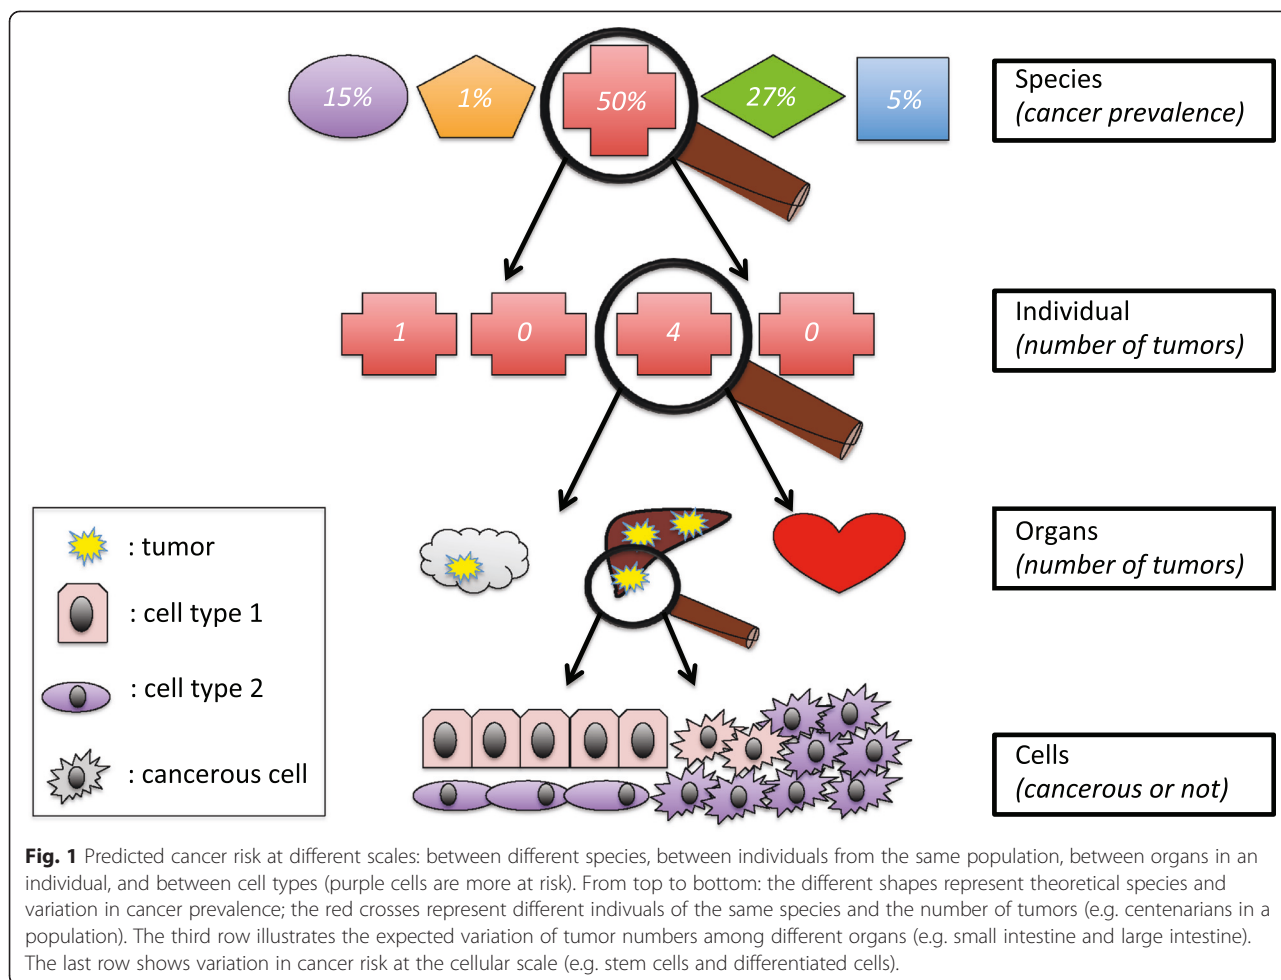 15%
1%
50%
27%
5%
Species
(cancer prevalence)
1
0
4
0
Individual
(number of tumors)
Organs
(number of tumors)
: tumor
: cell type 1
: cell type 2
: cancerous cell
Cells
(cancerous or not)
Fig. 1 Predicted cancer risk at different scales: between different species, between individuals from the same population, between organs in an
individual, and between cell types (purple cells are more at risk). From top to bottom: the different shapes represent theoretical species and
variation in cancer prevalence; the red crosses represent different indivuals of the same species and the number of tumors (e.g. centenarians in a
population). The third row illustrates the expected variation of tumor numbers among different organs (e.g. small intestine and large intestine).
The last row shows variation in cancer risk at the cellular scale (e.g. stem cells and differentiated cells).